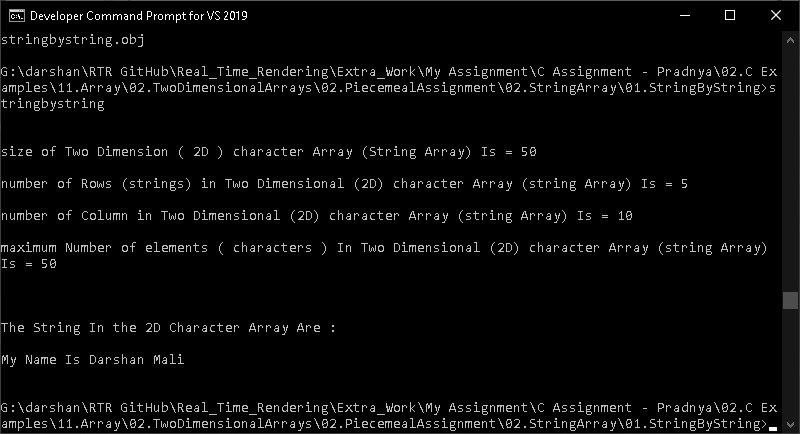 Developer Command Prompt for VS 2019
stringbystring.obj
G:\darshan\RTR GitHub\Real_Time_Rendering\Extra_Work\My Assignment\C Assignment - Pradnya\02.C Ex
amples\11.Array\02.TwoDimensionalArrays\02.PiecemealAssignment\02.StringArray\01.StringByString>s
tringbystring
size of Two Dimension ( 2D ) character Array (String Array) Is = 50
number of Rows (strings) in Two Dimensional (2D) character Array (string Array) Is = 5
number of Column in Two Dimensional (2D) character Array (string Array) Is = 10
maximum Number of elements ( characters ) In Two Dimensional (2D) character Array (string Array)
Is = 50
The String In the 2D Character Array Are :
My Name Is Darshan Mali
G:\darshan\RTR GitHub\Real_Time_Rendering\Extra_Work\My Assignment\C Assignment - Pradnya\02.C Ex
amples\11.Array\02.TwoDimensionalArrays\02.PiecemealAssignment\02.StringArray\01.StringByString>